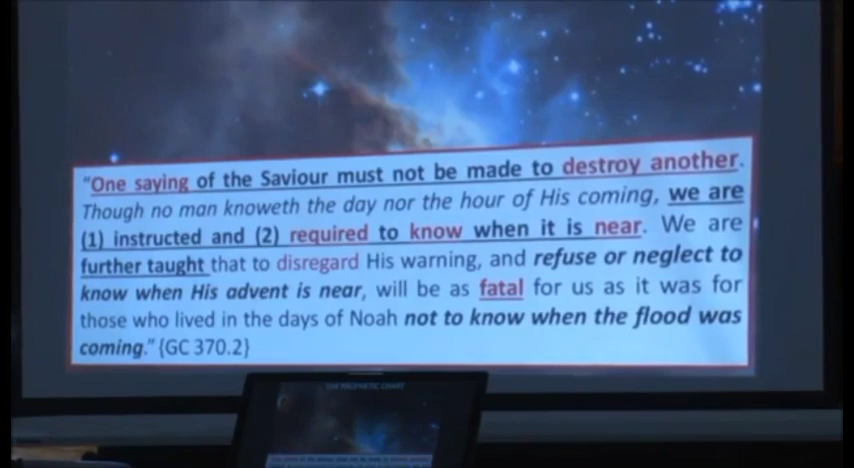 "One saying of the Saviour must not be made to destroy another.
Though no man knoweth the day nor the hour of His coming, we are
(1) instructed and (2) required to know when it is near. We are
further taught that to disregard His warning, and refuse or neglect to
know when His advent is near, will be as fatal for us as it was for
those who lived in the days of Noah not to know when the flood was
coming." {GC 370.2}
THE PROPHETIC CHART